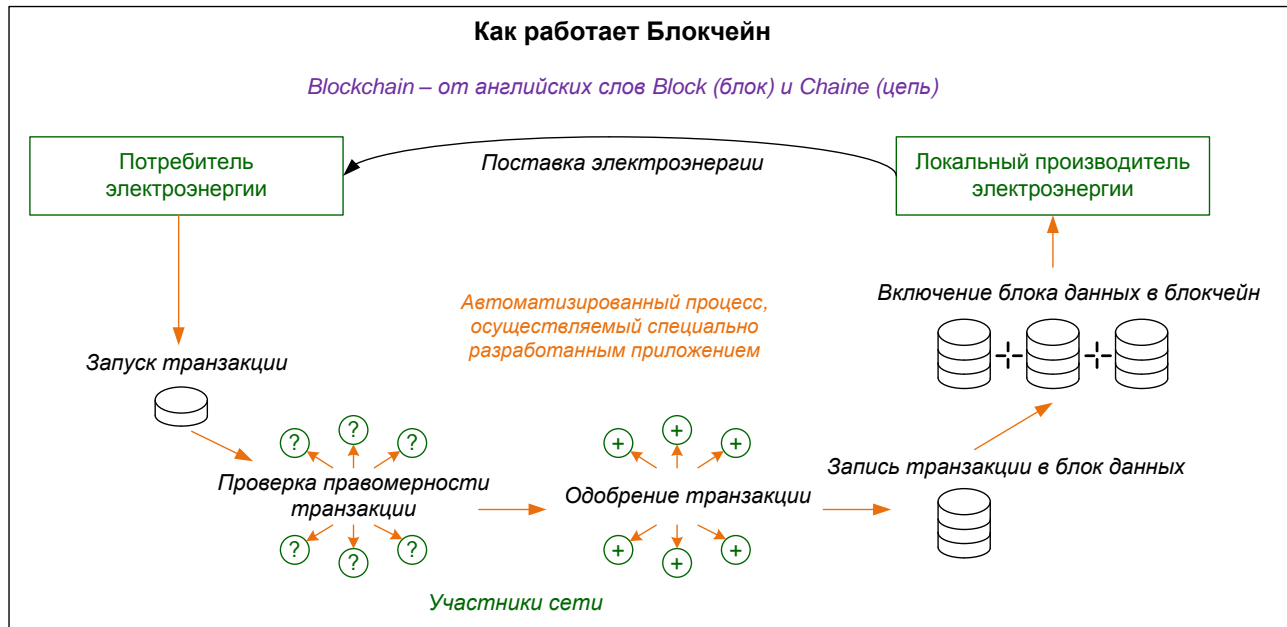 Как работает Блокчейн
Blockchain – от английских слов Block (блок) и Chaine (цепь)
Потребитель
электроэнергии
Поставка электроэнергии
Локальный производитель
электроэнергии
Автоматизированный процесс,
осуществляемый специально
разработанным приложением
Включение блока данных в блокчейн
Запуск транзакции
? ? ?
Проверка правомерности
транзакции
? ? ?
+ + +
Одобрение транзакции
+ + +
Запись транзакции в блок данных
Участники сети